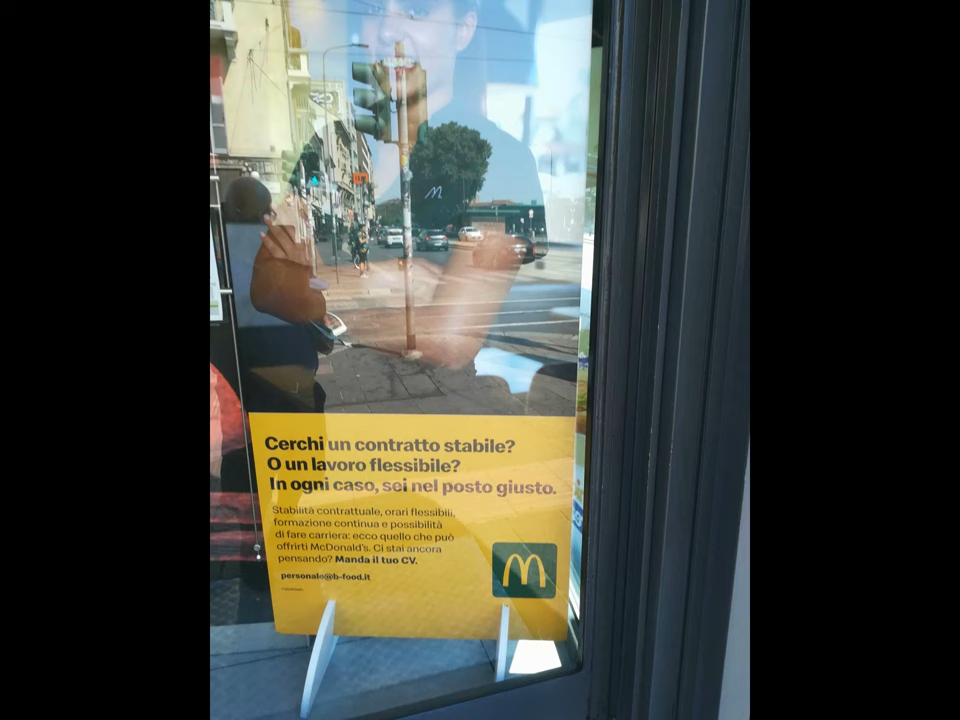 Cerchi un contratto stabile?
O un lavoro flessibile?
In ogni caso, sei nel posto giusto.
Stabilità contrattuale, orari flessibili,
formazione continua e possibilità
di fare carriera: ecco quello che può
offrirti McDonald's. Ci stai ancora
pensando? Manda il tuo CV.
personale@b-food.it